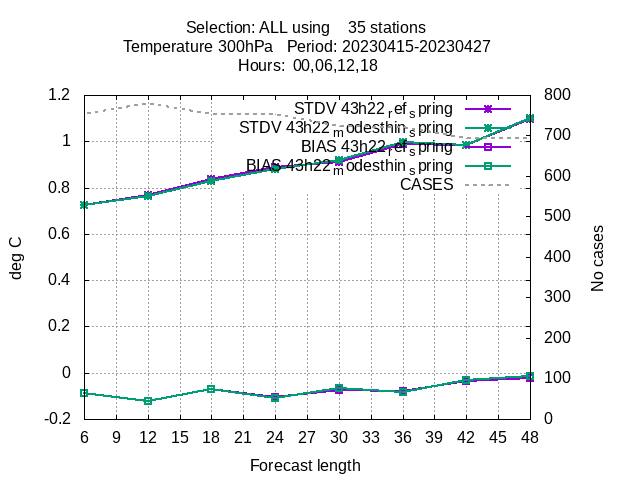 Selection: ALL using 35 stations
Temperature 300hPa Period: 20230415-20230427
Hours: 00,06,12,18
1.2
1
0.8
0.6
0.4
0.2
0
-0.2
deg C
800
700
600
500
400
300
200
100
0
No cases
STDV 43h22_ref_spring
STDV 43h22_modesthin_spring
BIAS 43h22_ref_spring
BIAS 43h22_modesthin_spring
CASES
6 9 12 15 18 21 24 27 30 33 36 39 42 45 48
Forecast length